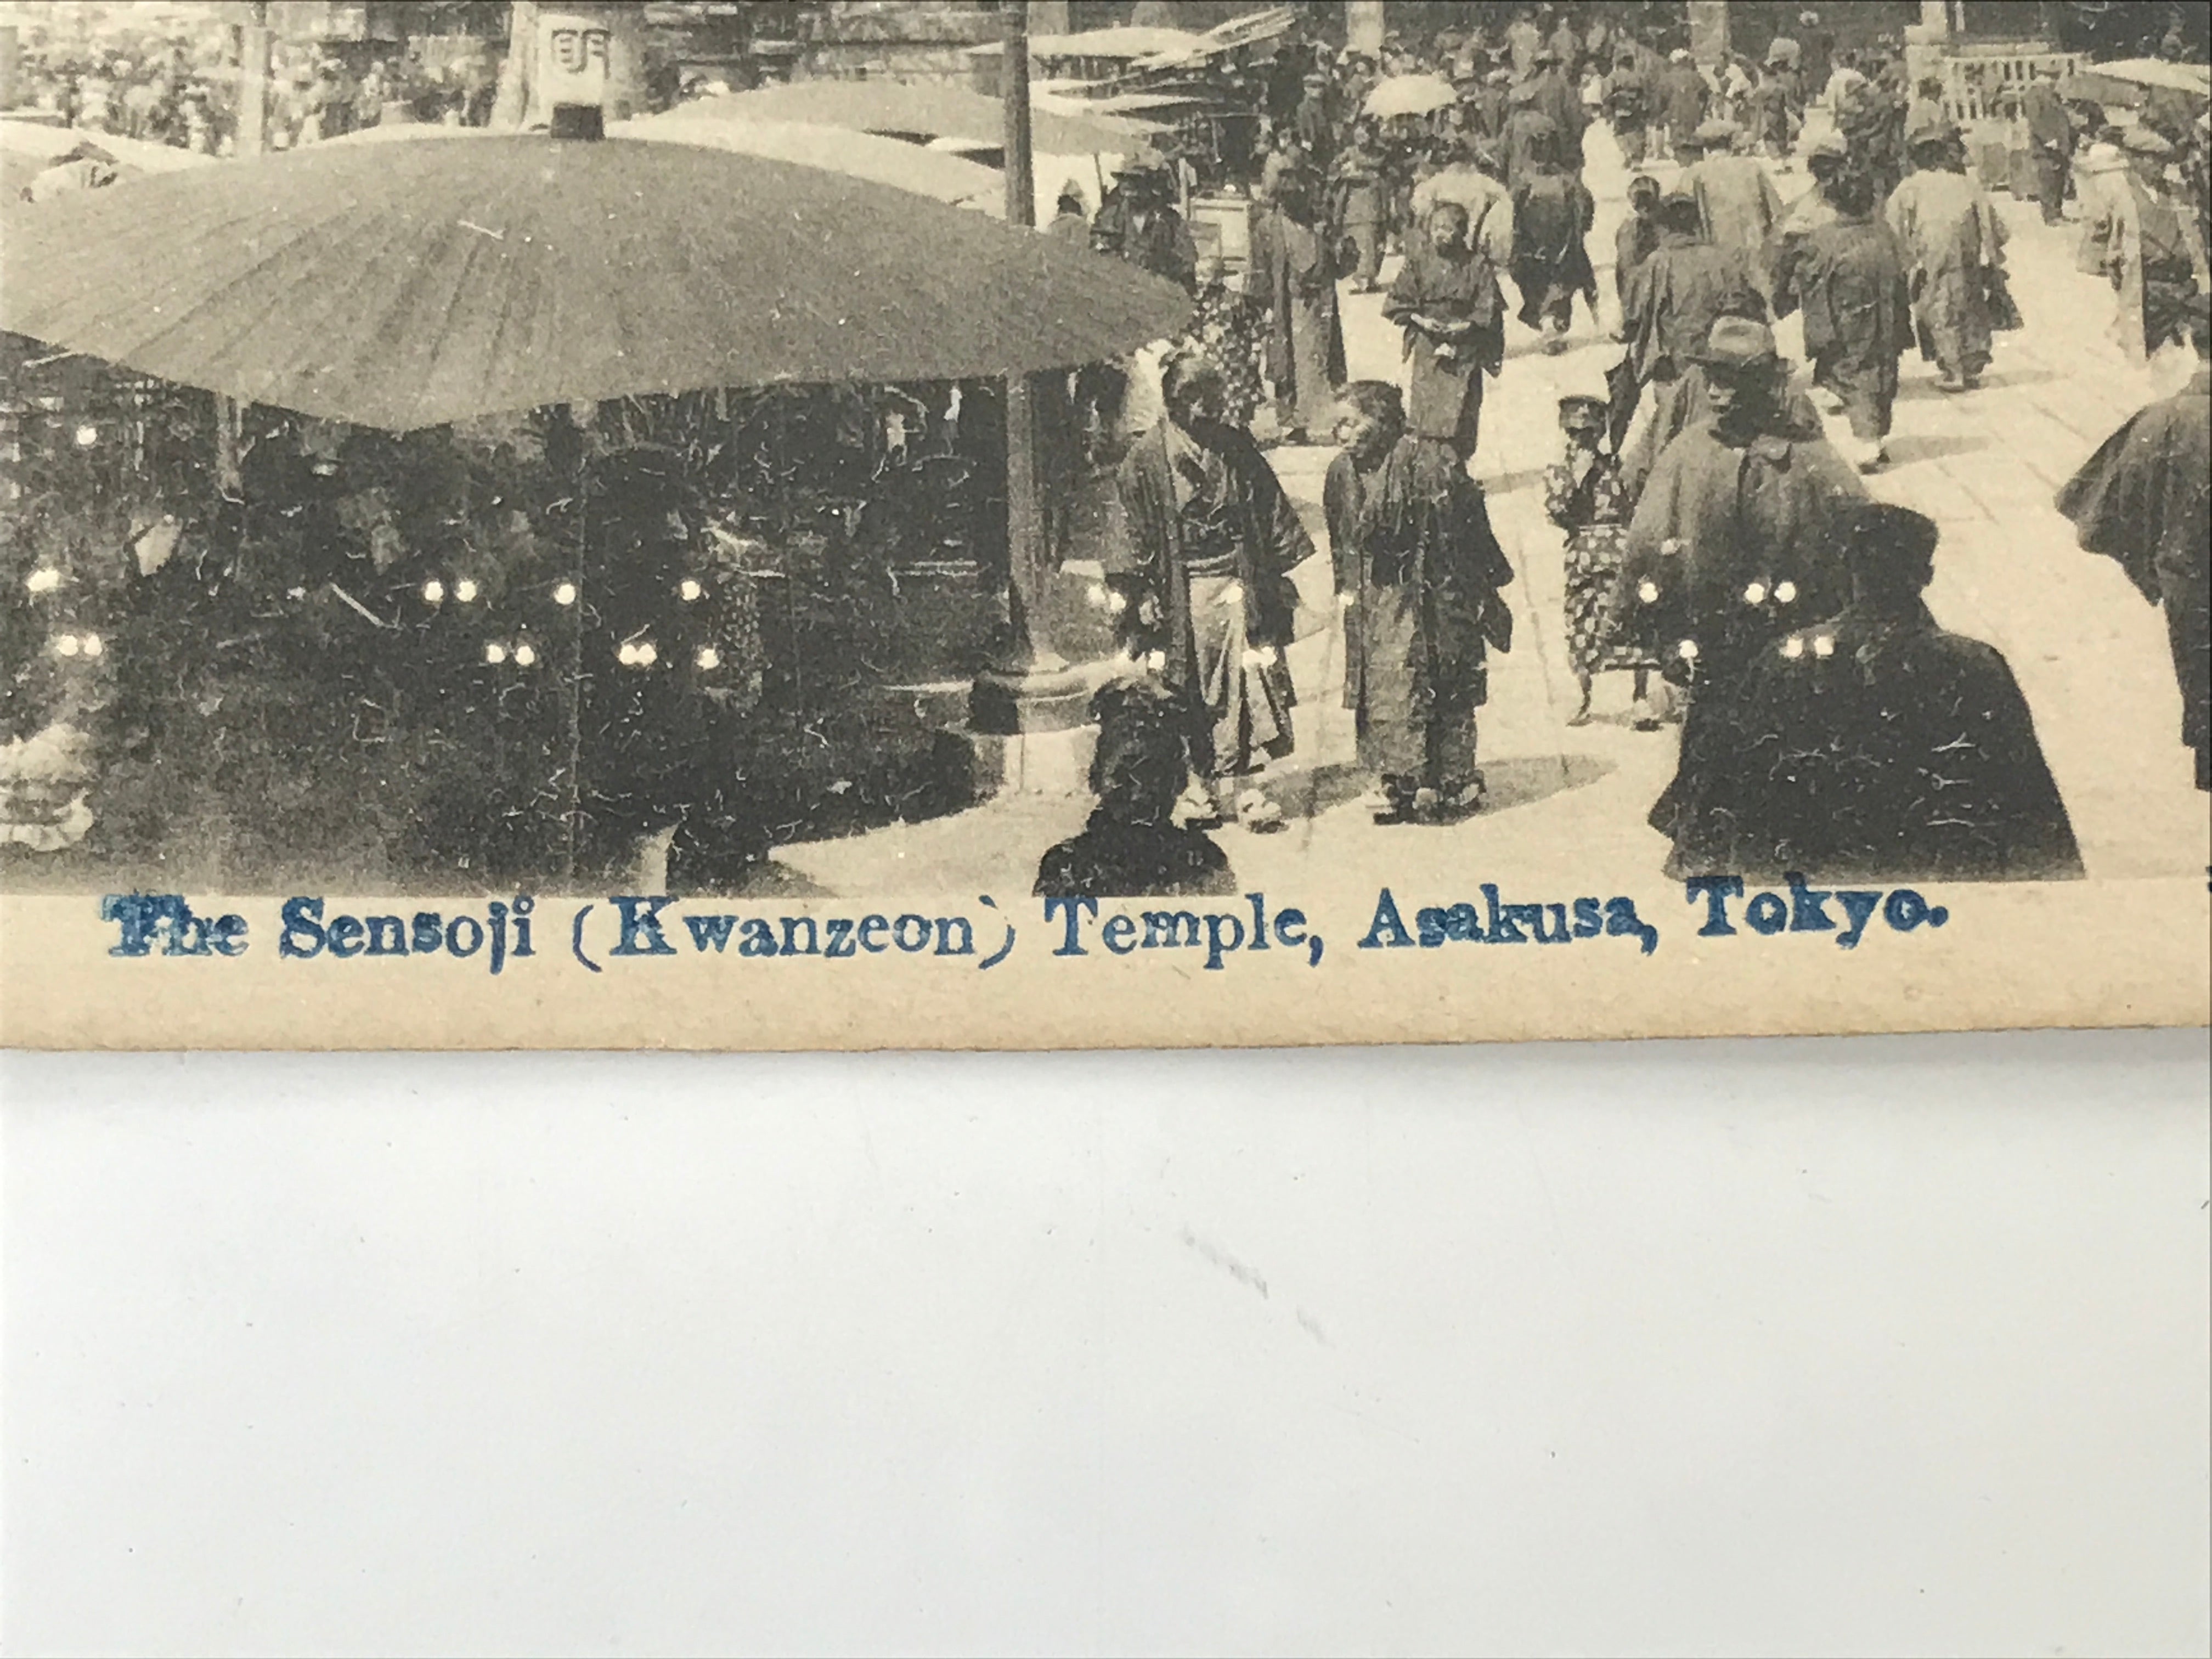 The Sensoji (Kwanzeon) Temple, Asakusa, Tokyo.